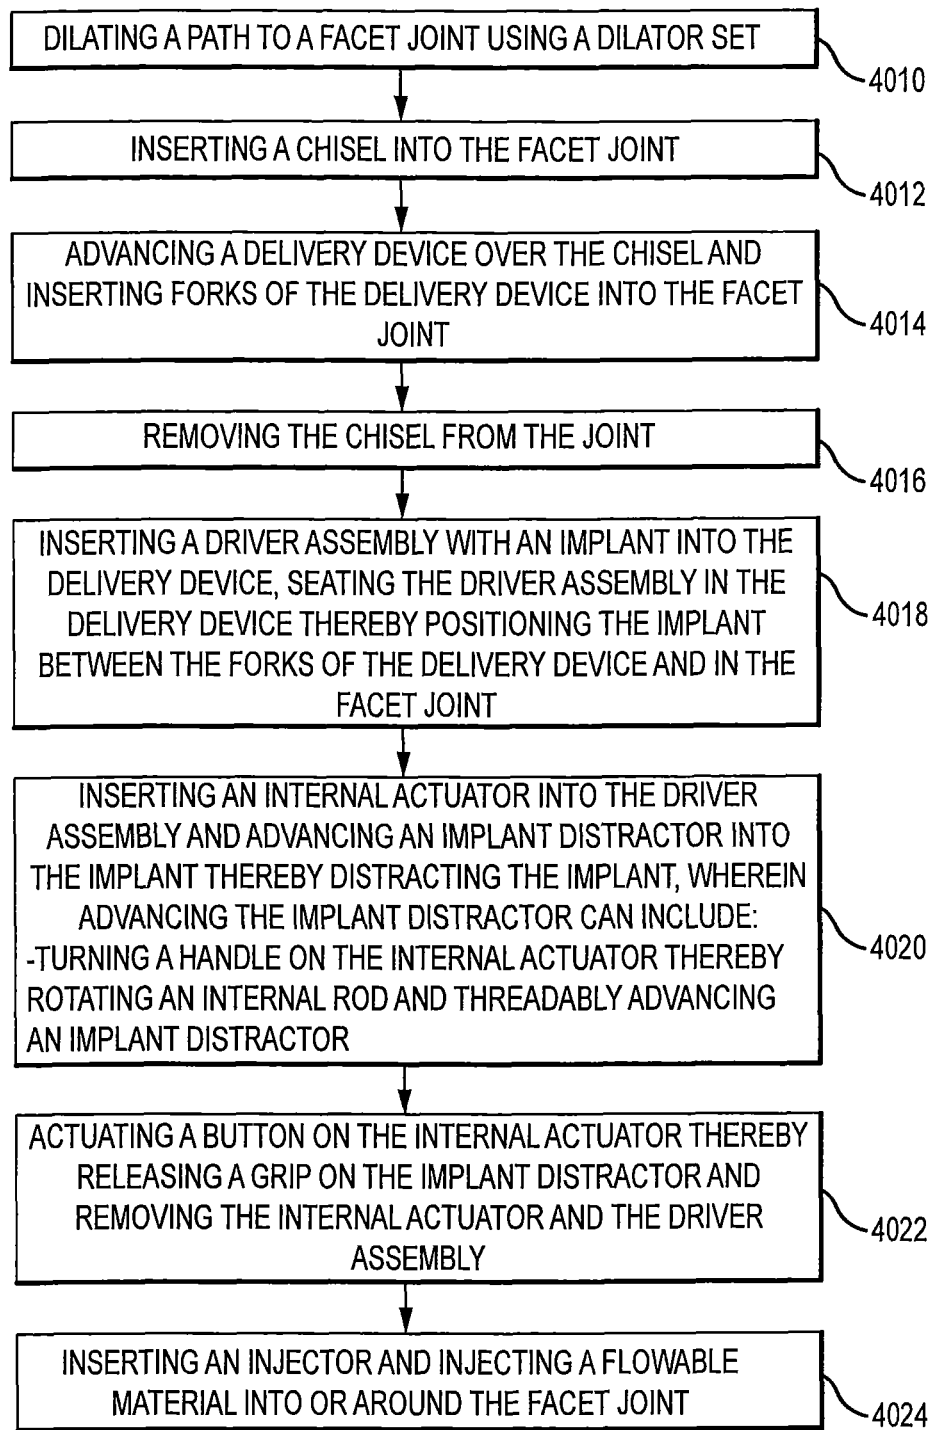 DILATING A PATH TO A FACET JOINT USING A DILATOR SET
4010
INSERTING A CHISEL INTO THE FACET JOINT
4012
ADVANCING A DELIVERY DEVICE OVER THE CHISEL AND
INSERTING FORKS OF THE DELIVERY DEVICE INTO THE FACET
JOINT
4014
REMOVING THE CHISEL FROM THE JOINT
4016
INSERTING A DRIVER ASSEMBLY WITH AN IMPLANT INTO THE
DELIVERY DEVICE, SEATING THE DRIVER ASSEMBLY IN THE
DELIVERY DEVICE THEREBY POSITIONING THE IMPLANT
BETWEEN THE FORKS OF THE DELIVERY DEVICE AND IN THE
FACET JOINT
4018
INSERTING AN INTERNAL ACTUATOR INTO THE DRIVER
ASSEMBLY AND ADVANCING AN IMPLANT DISTRACTOR INTO
THE IMPLANT THEREBY DISTRACTING THE IMPLANT, WHEREIN
ADVANCING THE IMPLANT DISTRACTOR CAN INCLUDE:
-TURNING A HANDLE ON THE INTERNAL ACTUATOR THEREBY
ROTATING AN INTERNAL ROD AND THREADABLY ADVANCING
AN IMPLANT DISTRACTOR
4020
ACTUATING A BUTTON ON THE INTERNAL ACTUATOR THEREBY
RELEASING A GRIP ON THE IMPLANT DISTRACTOR AND
REMOVING THE INTERNAL ACTUATOR AND THE DRIVER
ASSEMBLY
4022
INSERTING AN INJECTOR AND INJECTING A FLOWABLE
MATERIAL INTO OR AROUND THE FACET JOINT
4024